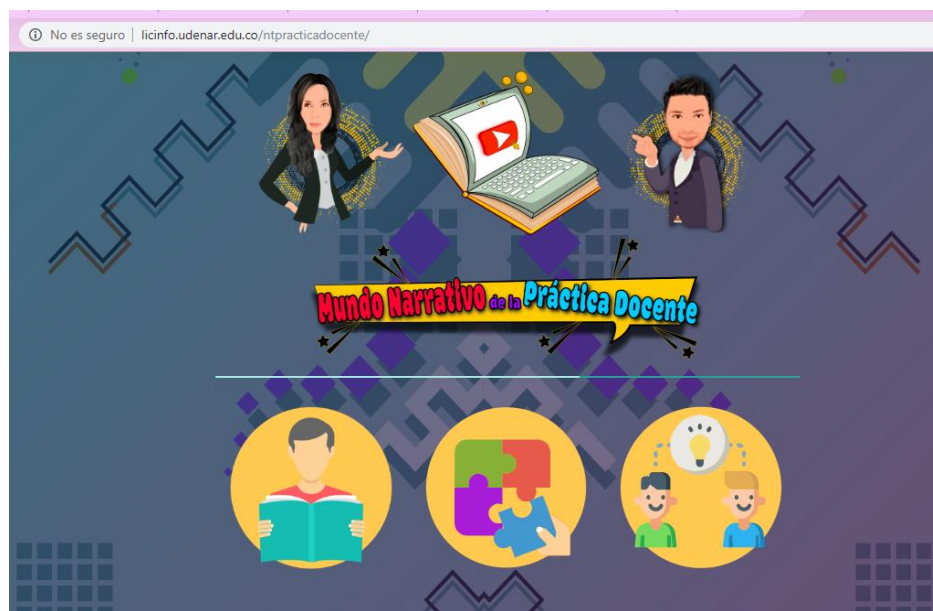 No es seguro | licinfo.udenar.edu.co/ntpracticadocente/
Mundo Narrativo de la Práctica Docente